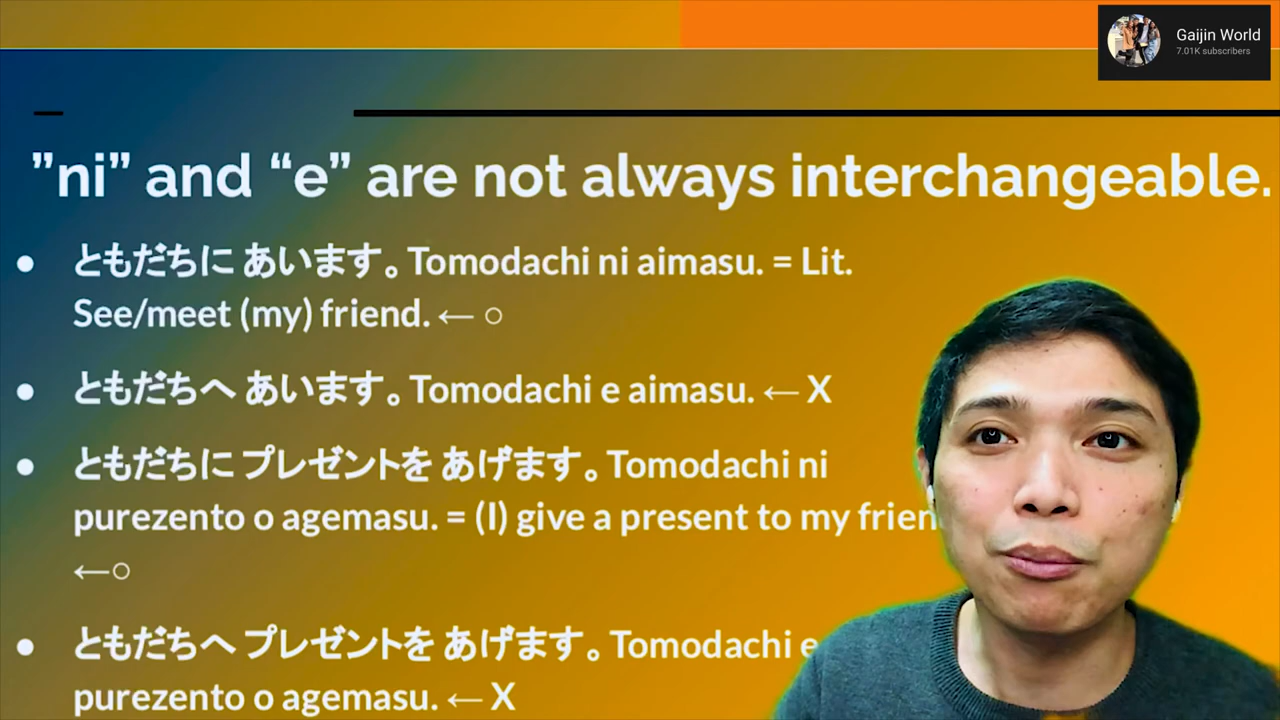 Gaijin World
7.01K subscribers
”ni” and “e” are not always interchangeable.
● ともだちに あいます。Tomodachi ni aimasu. = Lit.
See/meet (my) friend. ← ○
● ともだちへ あいます。Tomodachi e aimasu. ← X
● ともだちに プレゼントを あげます。Tomodachi ni
purezento o agemasu. = (I) give a present to my frien
←○
● ともだちへ プレゼントを あげます。Tomodachi e
purezento o agemasu. ← X